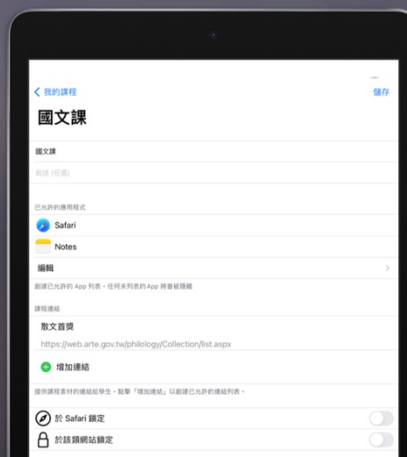 我的課程
儲存
國文課
國文課
敘述 (任選)
已允許的應用程式
Safari
Notes
編輯
創建已允許的 App 列表，任何未列表的 App 將會被隱藏
課程連結
散文首獎
https://web.arte.gov.tw/philology/Collection/list.aspx
增加連結
提供課程素材的連結給學生，點擊「增加連結」以創建已允許的連結列表。
於 Safari 鎖定
於該類網站鎖定